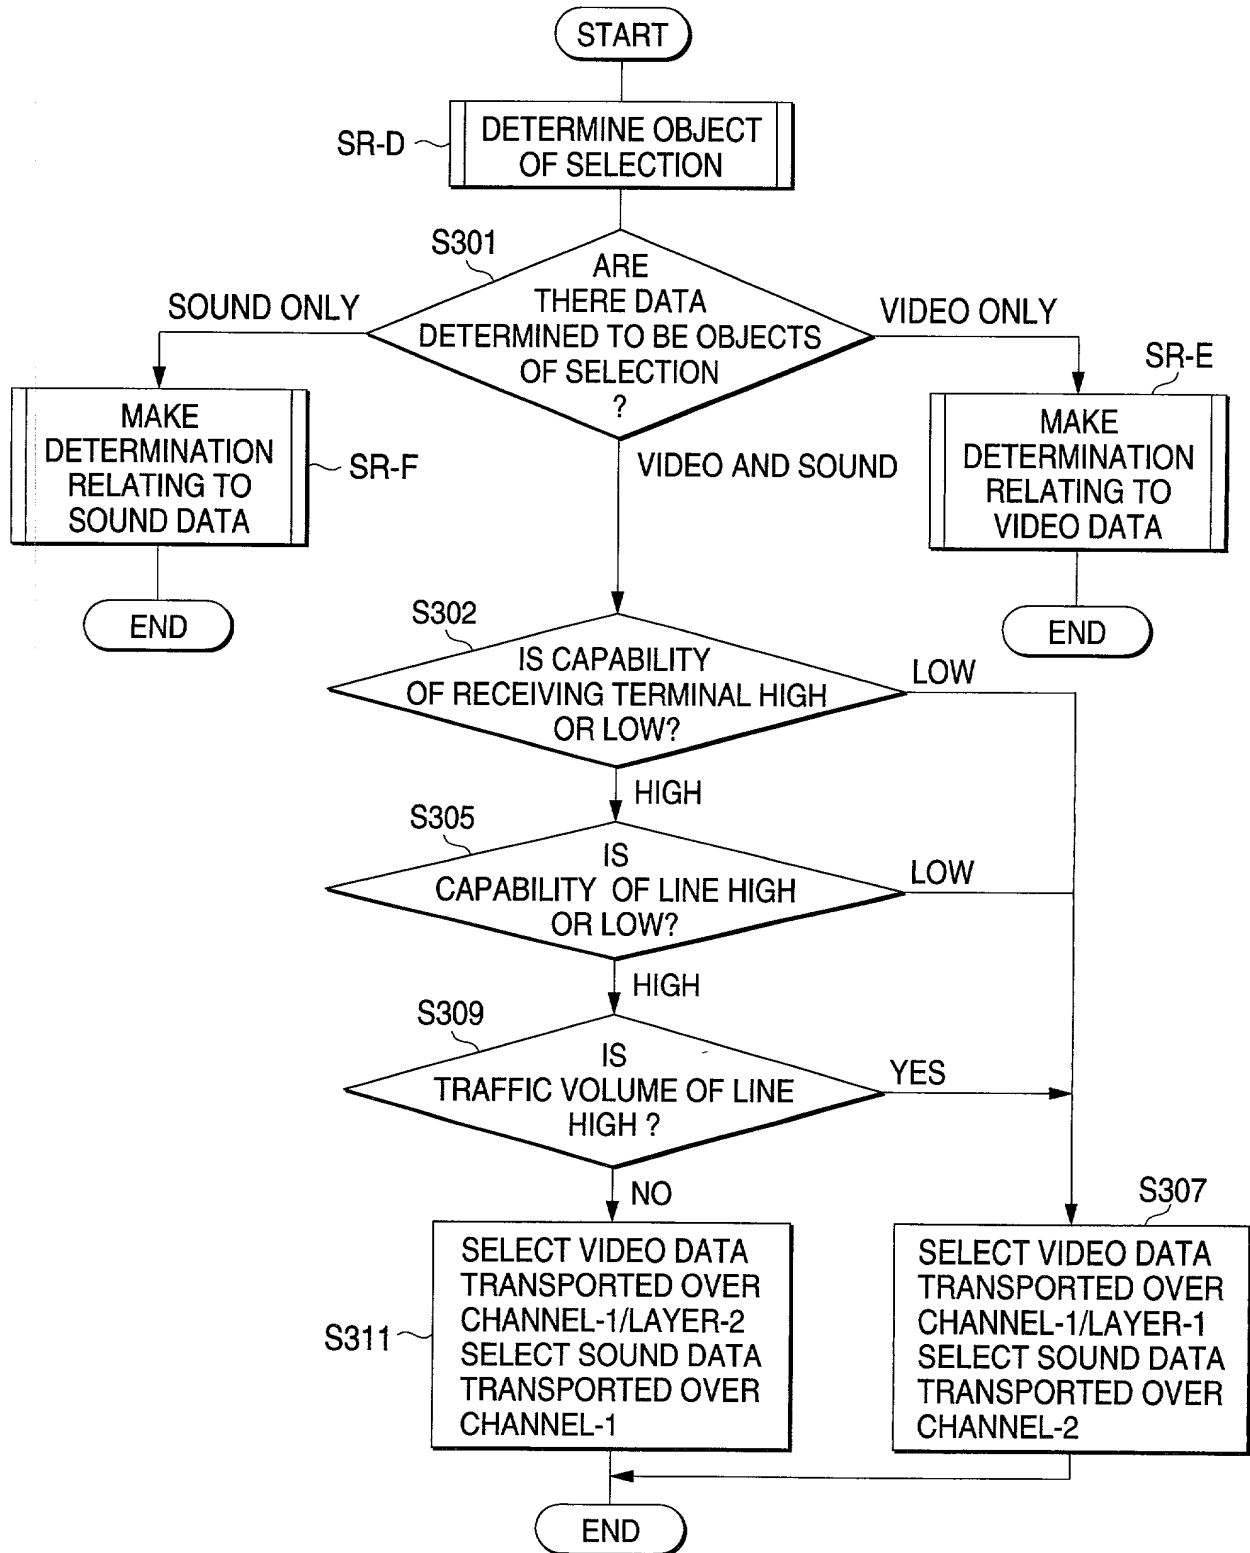 START
SR-D
DETERMINE OBJECT
OF SELECTION
S301
ARE
THERE DATA
DETERMINED TO BE OBJECTS
OF SELECTION
?
SOUND ONLY
VIDEO ONLY
MAKE
DETERMINATION
RELATING TO
SOUND DATA
SR-F
END
VIDEO AND SOUND
SR-E
MAKE
DETERMINATION
RELATING TO
VIDEO DATA
END
S302
IS CAPABILITY
OF RECEIVING TERMINAL HIGH
OR LOW?
LOW
HIGH
S305
IS
CAPABILITY OF LINE HIGH
OR LOW?
LOW
HIGH
S309
IS
TRAFFIC VOLUME OF LINE
HIGH ?
YES
NO
S311
SELECT VIDEO DATA
TRANSPORTED OVER
CHANNEL-1/LAYER-2
SELECT SOUND DATA
TRANSPORTED OVER
CHANNEL-1
S307
SELECT VIDEO DATA
TRANSPORTED OVER
CHANNEL-1/LAYER-1
SELECT SOUND DATA
TRANSPORTED OVER
CHANNEL-2
END